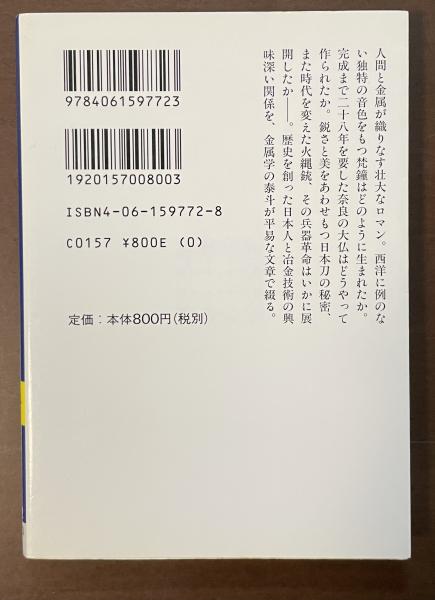 人間と金属が織りなす壮大なロマン。西洋に例のな
い独特の音色をもつ梵鐘はどのように生まれたか。
完成まで二十八年を要した奈良の大仏はどうやって
作られたか。鋭さと美をあわせもつ日本刀の秘密、
また時代を変えた火縄銃、その兵器革命はいかに展
開したか――。歴史を創った日本人と冶金技術の興
味深い関係を、金属学の泰斗が平易な文章で綴る。
9784061597723
1920157008003
ISBN4-06-159772-8
C0157 ¥800E (0)
定価:本体800円(税別)